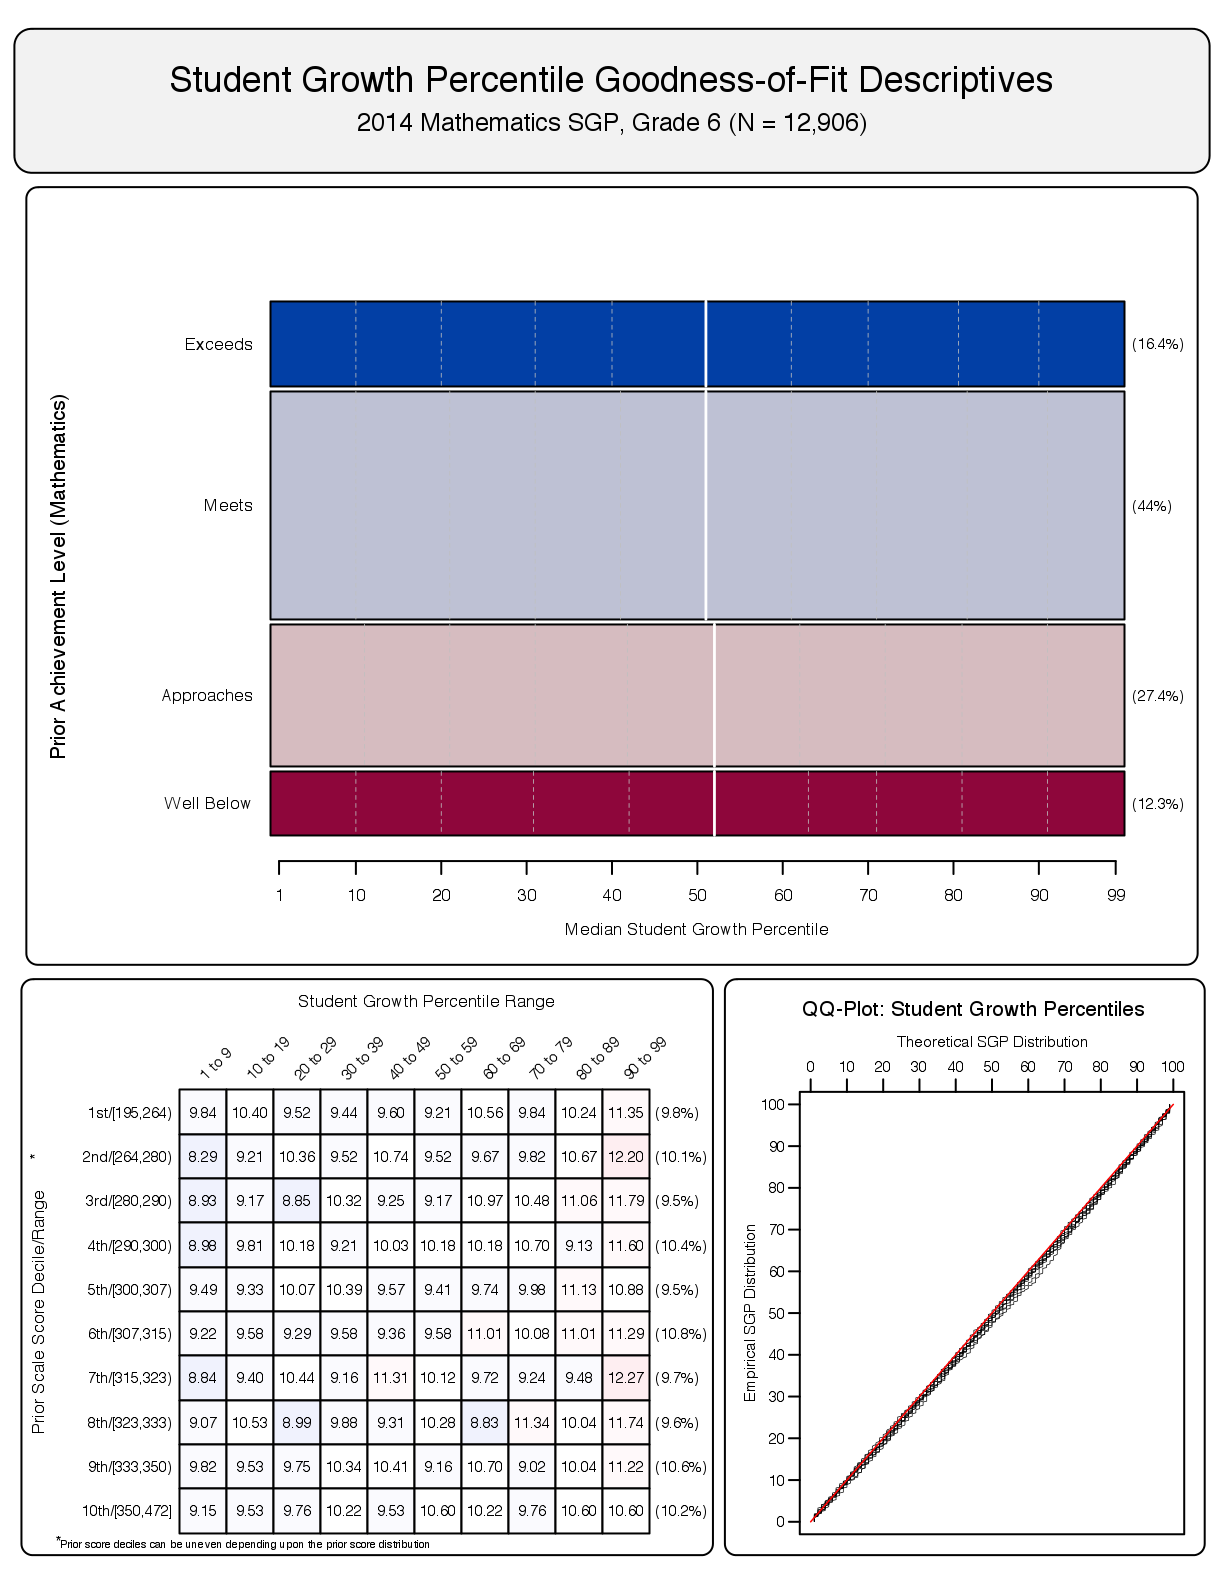 Student Growth Percentile Goodness-of-Fit Descriptives
2014 Mathematics SGP, Grade 6 (N = 12,906)
Prior Achievement Level (Mathematics)
Exceeds (16.4%)
Meets (44%)
Approaches (27.4%)
Well Below (12.3%)
1 10 20 30 40 50 60 70 80 90 99
Median Student Growth Percentile
Student Growth Percentile Range
1 to 9 10 to 19 20 to 29 30 to 39 40 to 49 50 to 59 60 to 69 70 to 79 80 to 89 90 to 99
Prior Scale Score Decile/Range *
1st/[195,264) 9.84 10.40 9.52 9.44 9.60 9.21 10.56 9.84 10.24 11.35 (9.8%)
2nd/[264,280) 8.29 9.21 10.36 9.52 10.74 9.52 9.67 9.82 10.67 12.20 (10.1%)
3rd/[280,290) 8.93 9.17 8.85 10.32 9.25 9.17 10.97 10.48 11.06 11.79 (9.5%)
4th/[290,300) 8.98 9.81 10.18 9.21 10.03 10.18 10.18 10.70 9.13 11.60 (10.4%)
5th/[300,307) 9.49 9.33 10.07 10.39 9.57 9.41 9.74 9.98 11.13 10.88 (9.5%)
6th/[307,315) 9.22 9.58 9.29 9.58 9.36 9.58 11.01 10.08 11.01 11.29 (10.8%)
7th/[315,323) 8.84 9.40 10.44 9.16 11.31 10.12 9.72 9.24 9.48 12.27 (9.7%)
8th/[323,333) 9.07 10.53 8.99 9.88 9.31 10.28 8.83 11.34 10.04 11.74 (9.6%)
9th/[333,350) 9.82 9.53 9.75 10.34 10.41 9.16 10.70 9.02 10.04 11.22 (10.6%)
10th/[350,472] 9.15 9.53 9.76 10.22 9.53 10.60 10.22 9.76 10.60 10.60 (10.2%)
*Prior score deciles can be uneven depending upon the prior score distribution
QQ-Plot: Student Growth Percentiles
Theoretical SGP Distribution
0 10 20 30 40 50 60 70 80 90 100
Empirical SGP Distribution
100
90
80
70
60
50
40
30
20
10
0